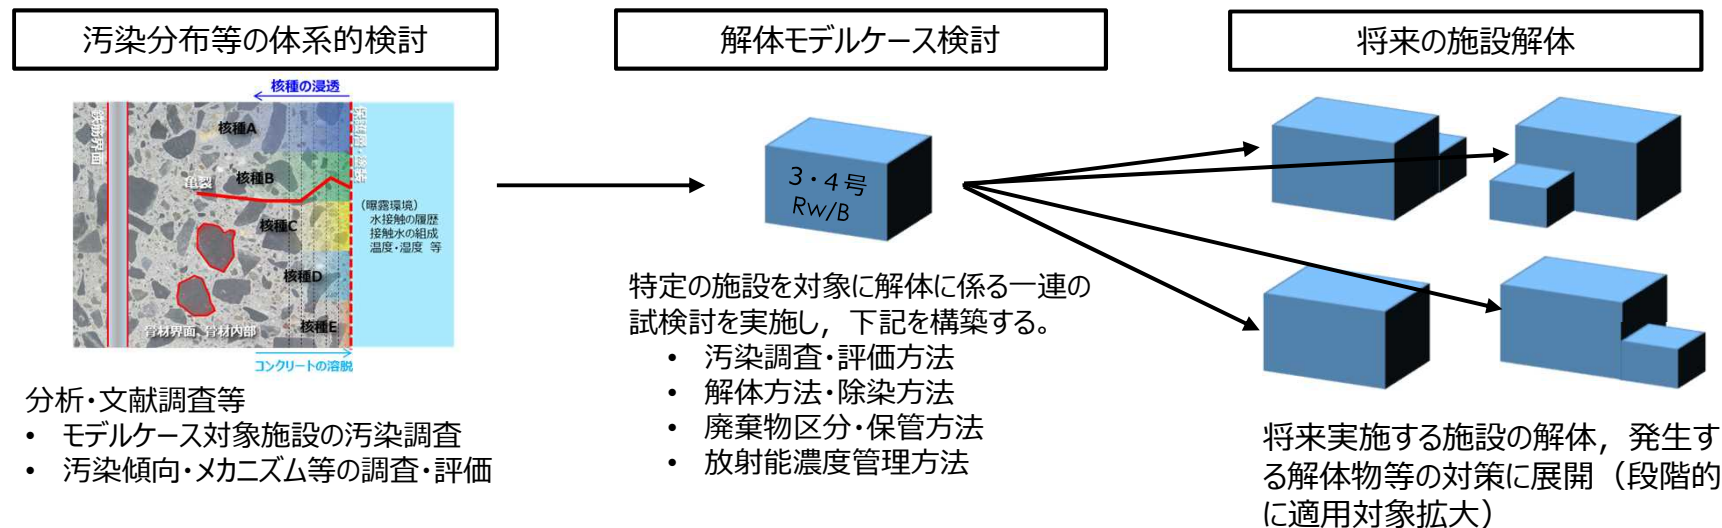 汚染分布等の体系的検討
核種の浸透
鉄筋界面
核種A
保護層・塗装
核種B
亀裂
(曝露環境)
水接触の履歴
接触水の組成
温度・湿度 等
核種C
核種D
核種E
骨材界面、骨材内部
コンクリートの溶脱
分析・文献調査等
• モデルケース対象施設の汚染調査
• 汚染傾向・メカニズム等の調査・評価
解体モデルケース検討
3・4号
Rw/B
特定の施設を対象に解体に係る一連の
試検討を実施し，下記を構築する。
• 汚染調査・評価方法
• 解体方法・除染方法
• 廃棄物区分・保管方法
• 放射能濃度管理方法
将来の施設解体
将来実施する施設の解体，発生す
る解体物等の対策に展開（段階的
に適用対象拡大）